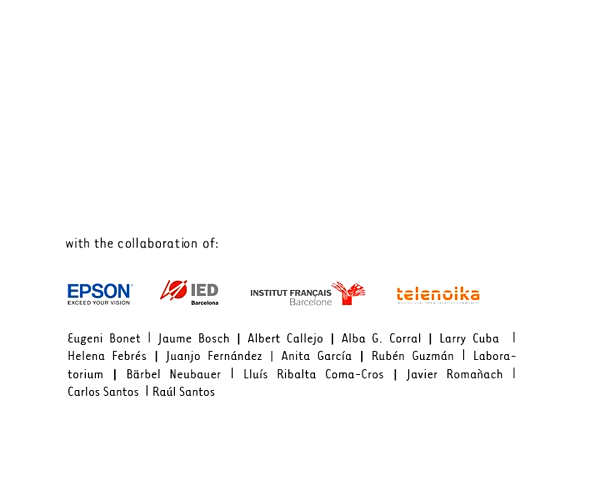 with the collaboration of:
EPSON
EXCEED YOUR VISION
IED
Barcelona
INSTITUT FRANÇAIS
Barcelone
telenoika
Eugeni Bonet | Jaume Bosch | Albert Callejo | Alba G. Corral | Larry Cuba |
Helena Febrés | Juanjo Fernández | Anita García | Rubén Guzmán | Labora-
torium | Bärbel Neubauer | Lluís Ribalta Coma-Cros | Javier Romañach |
Carlos Santos | Raúl Santos